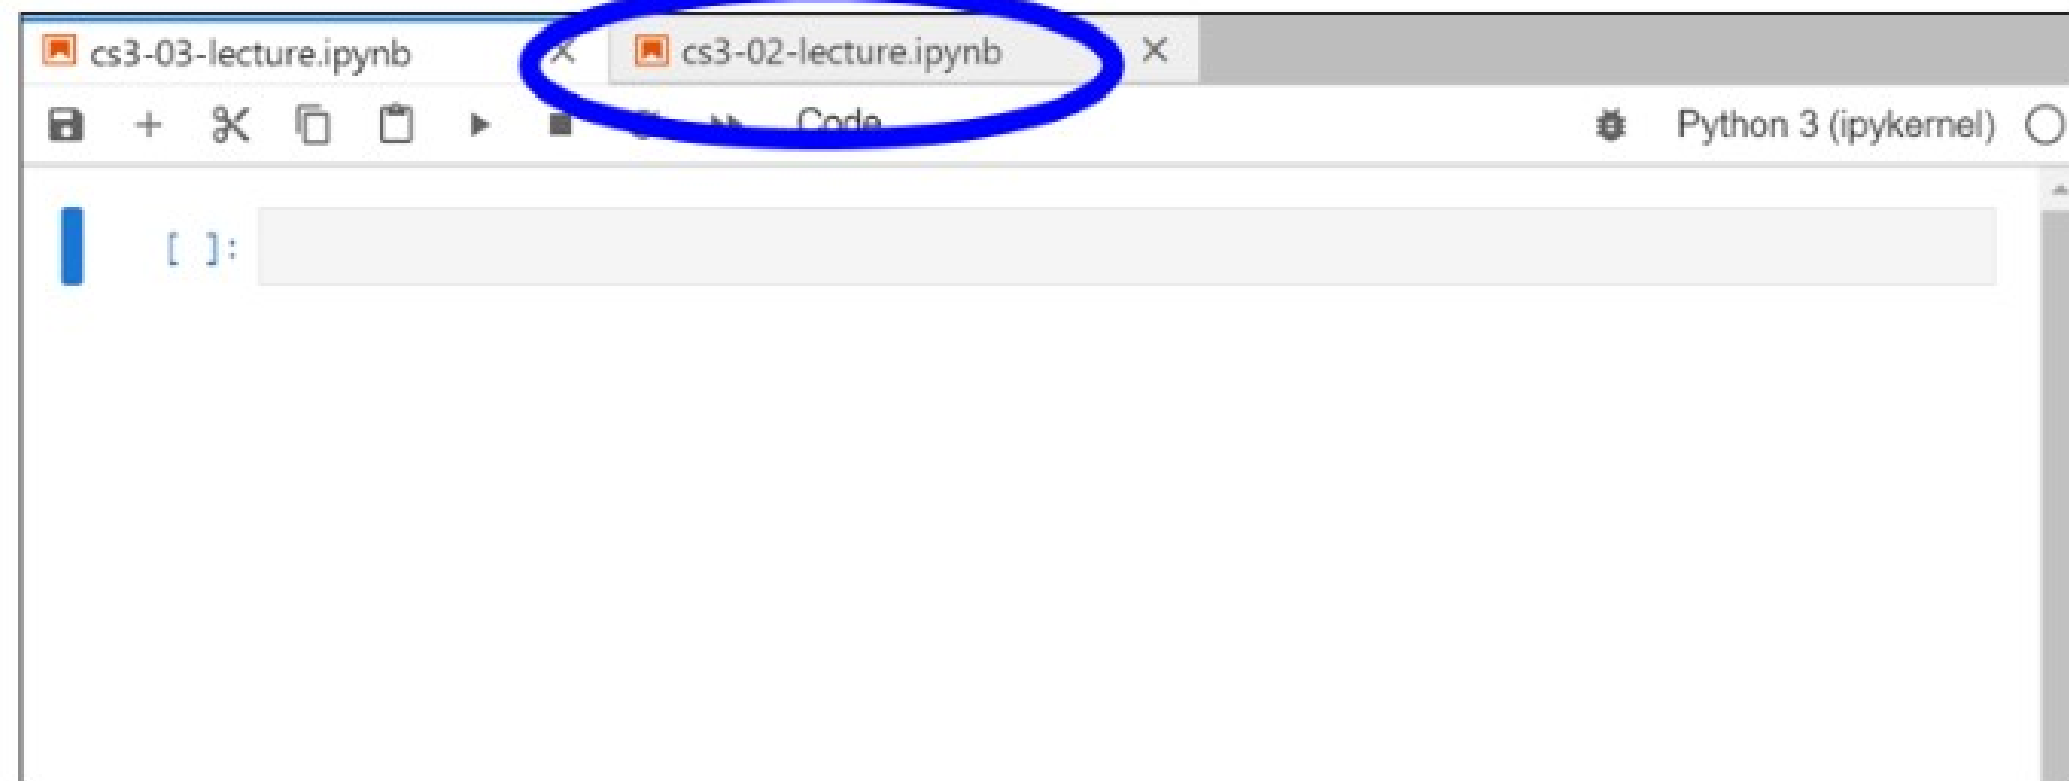 cs3-03-lecture.ipynb cs3-02-lecture.ipynb
Code Python 3 (ipykernel)
[ ]: